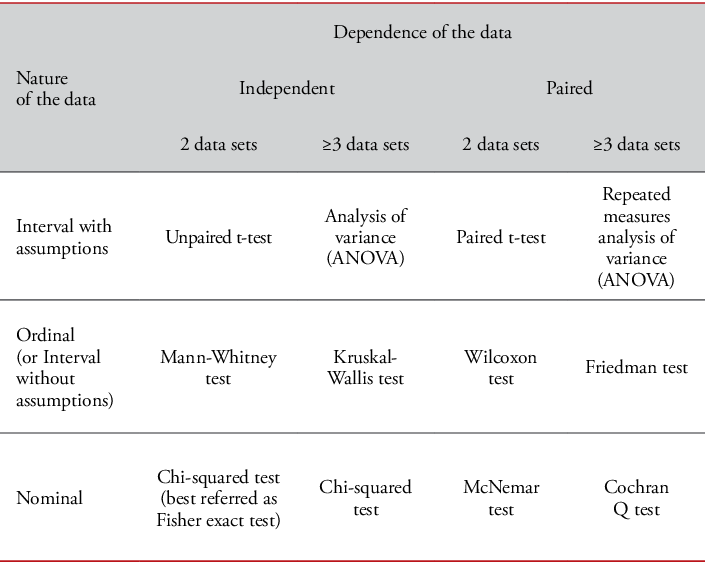 Dependence of the data
Nature
of the data
Independent
Paired
2 data sets
≥3 data sets
2 data sets
≥3 data sets
Interval with
assumptions
Unpaired t-test
Analysis of
variance
(ANOVA)
Paired t-test
Repeated
measures
analysis of
variance
(ANOVA)
Ordinal
(or Interval
without
assumptions)
Mann-Whitney
test
Kruskal-
Wallis test
Wilcoxon
test
Friedman test
Nominal
Chi-squared test
(best referred as
Fisher exact test)
Chi-squared
test
McNemar
test
Cochran
Q test